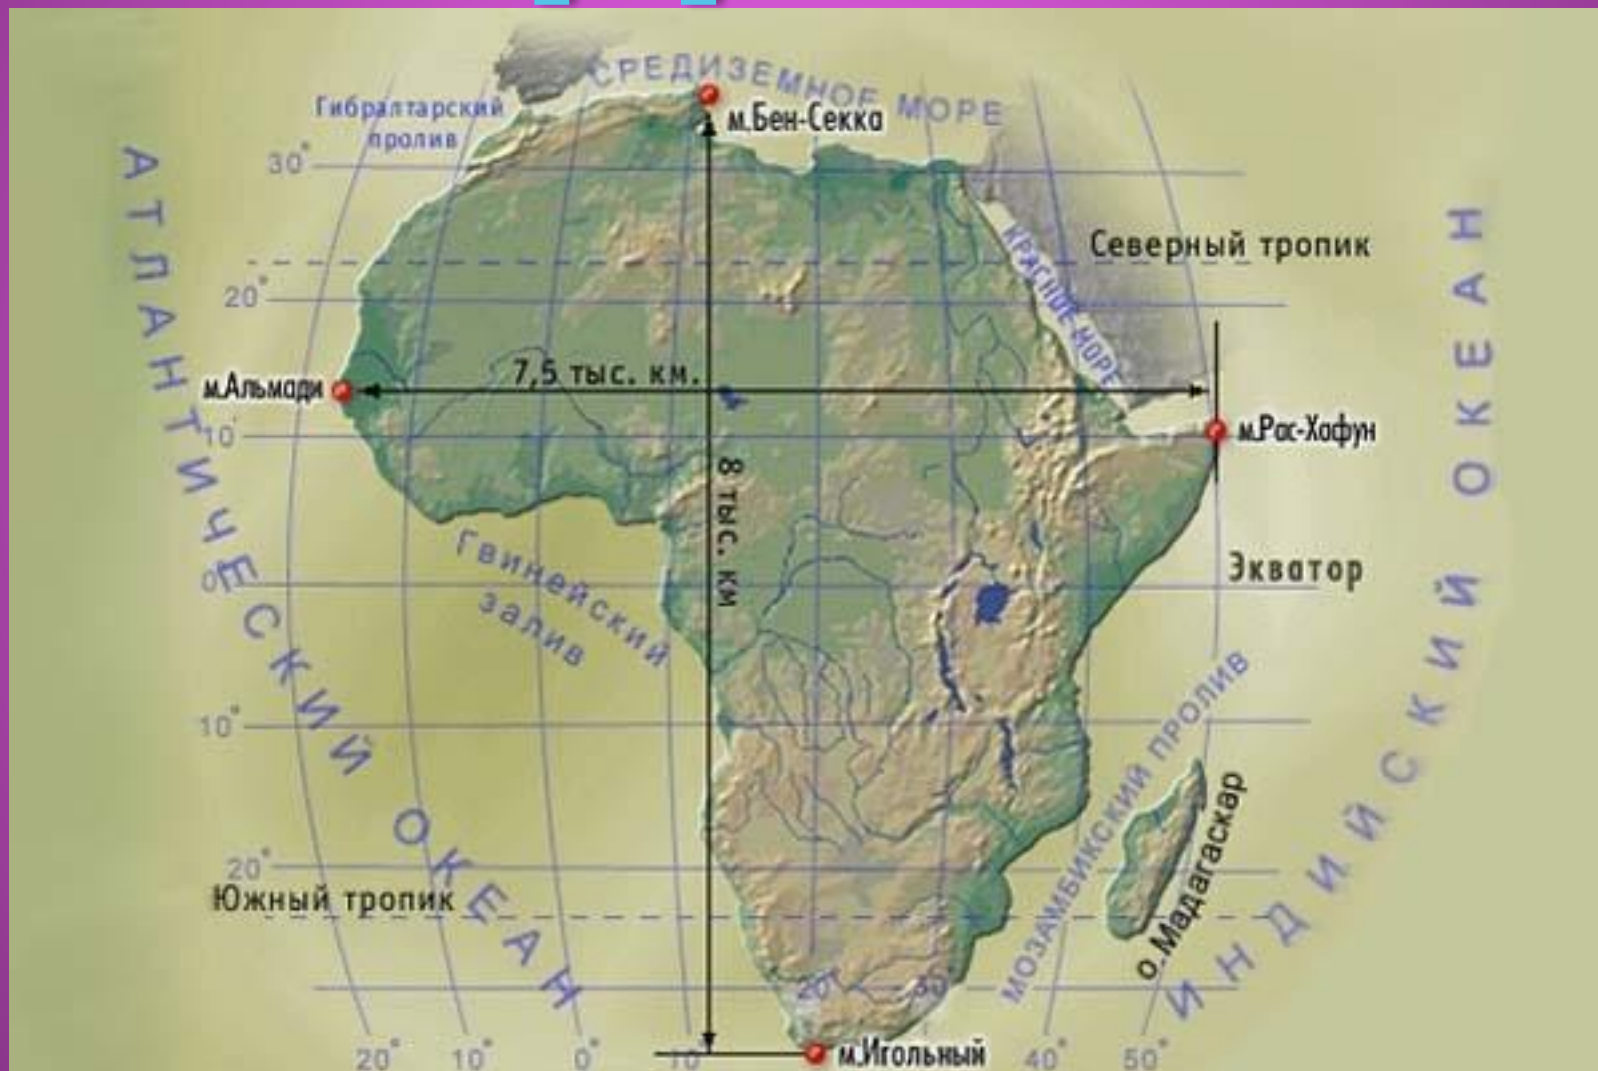 СРЕДИЗЕМНОЕ МОРЕ
Гибралтарский
пролив
м.Бен-Секка
30°
АТЛАНТИЧЕСКИЙ ОКЕАН
Северный тропик
КРАСНОЕ МОРЕ
20°
7,5 тыс. км.
м.Альмади
10°
м.Рас-Хафун
8 тыс. км
ИНДИЙСКИЙ ОКЕАН
Гвинейский
залив
0°
Экватор
10°
МОЗАМБИКСКИЙ ПРОЛИВ
о.Мадагаскар
20°
Южный тропик
20° 10° 0° 10° 40° 50°
м.Игольный